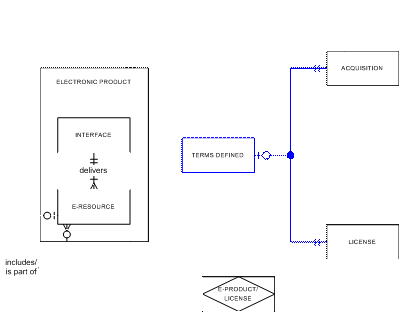 ELECTRONIC PRODUCT
ACQUISITION
INTERFACE
TERMS DEFINED
delivers
E-RESOURCE
LICENSE
includes/
is part of
E-PRODUCT/
LICENSE